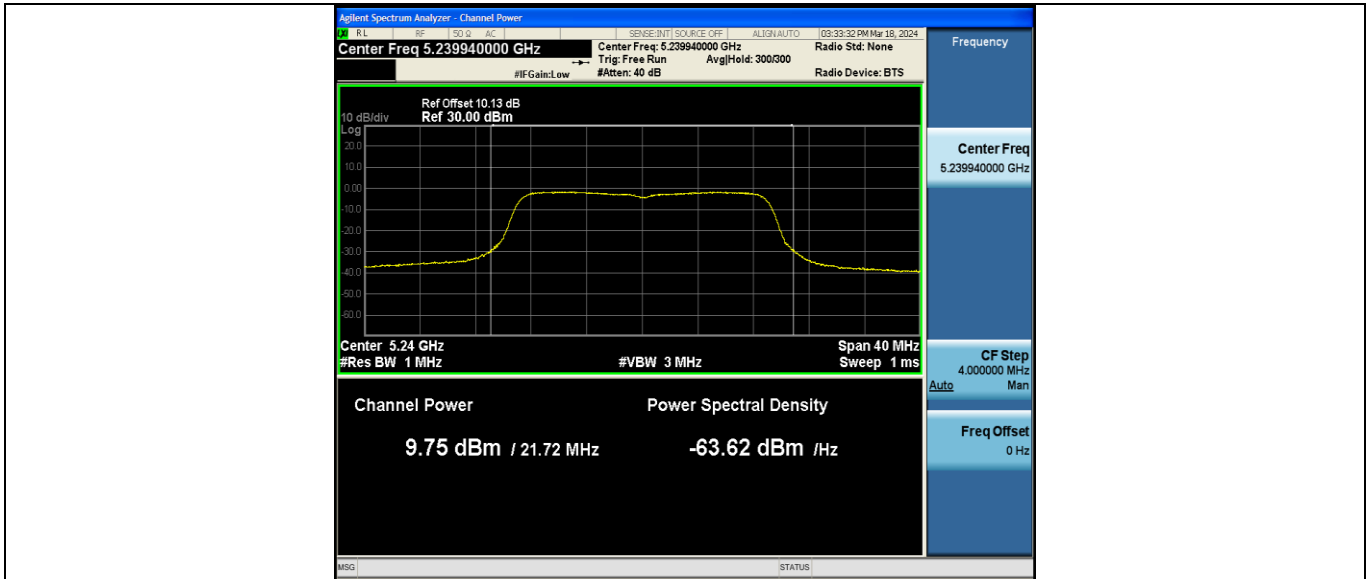 Agilent Spectrum Analyzer - Channel Power
LXI RL RF 50 Ω AC SENSE:INT SOURCE OFF ALIGN AUTO 03:33:32 PM Mar 18, 2024
Center Freq 5.239940000 GHz
Center Freq: 5.239940000 GHz
Radio Std: None
Trig: Free Run
Avg|Hold: 300/300
#IFGain:Low
#Atten: 40 dB
Radio Device: BTS
Ref Offset 10.13 dB
10 dB/div
Ref 30.00 dBm
Log
20.0
10.0
0.00
-10.0
-20.0
-30.0
-40.0
-50.0
-60.0
Center 5.24 GHz
Span 40 MHz
#Res BW 1 MHz
#VBW 3 MHz
Sweep 1 ms
Channel Power
Power Spectral Density
9.75 dBm / 21.72 MHz
-63.62 dBm /Hz
MSG
STATUS
Frequency
Center Freq
5.239940000 GHz
CF Step
4.000000 MHz
Auto Man
Freq Offset
0 Hz